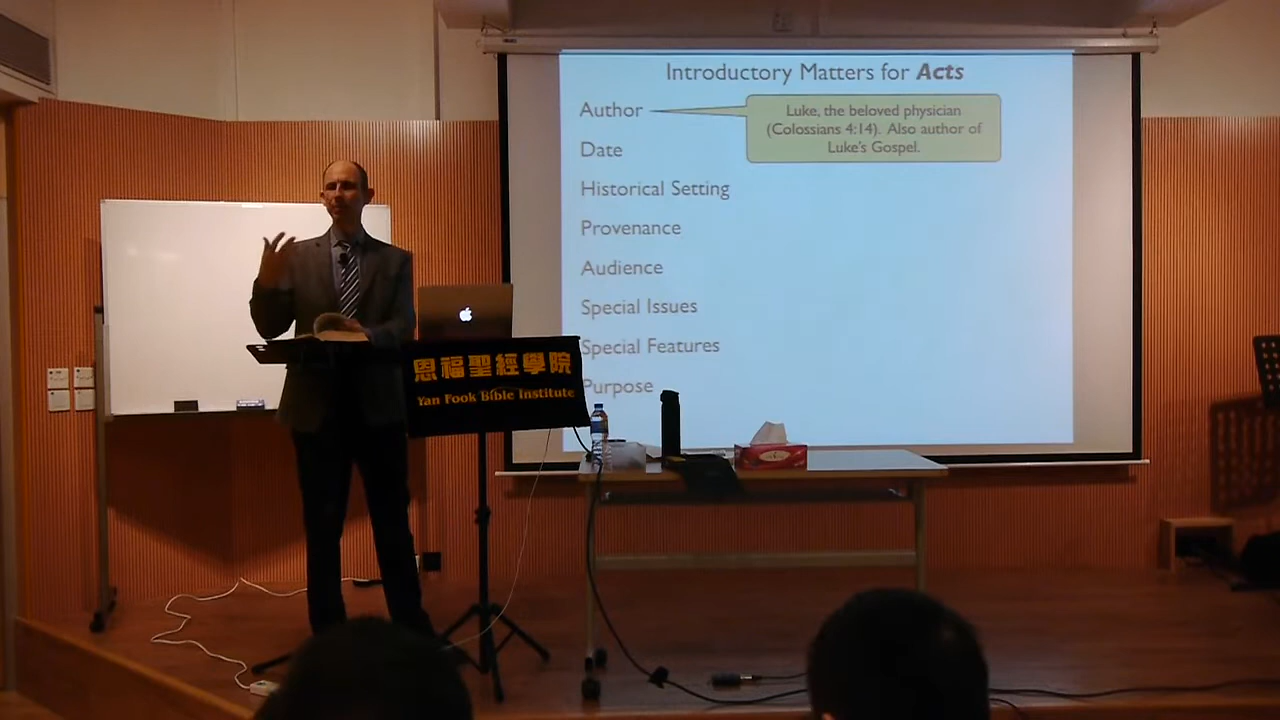 Introductory Matters for Acts
Author
Luke, the beloved physician
(Colossians 4:14). Also author of
Luke's Gospel.
Date
Historical Setting
Provenance
Audience
Special Issues
Special Features
Purpose
恩福聖經學院
Yan Fook Bible Institute